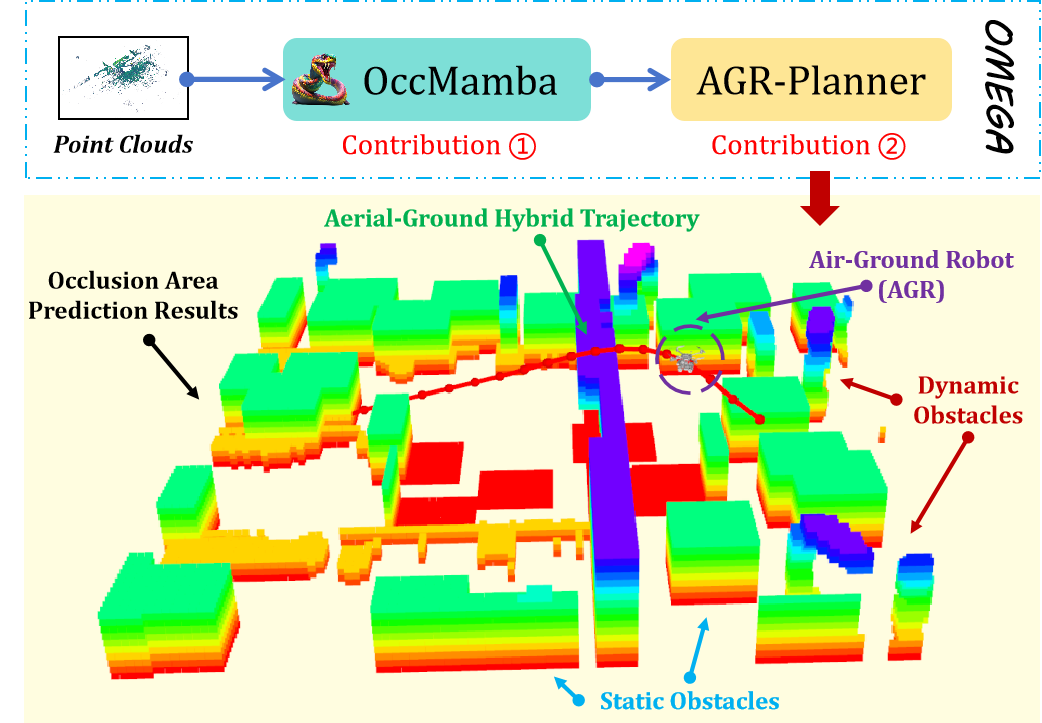 OMEGA
OccMamba
AGR-Planner
Point Clouds
Contribution ①
Contribution ②
Aerial-Ground Hybrid Trajectory
Air-Ground Robot
(AGR)
Occlusion Area
Prediction Results
Dynamic
Obstacles
Static Obstacles